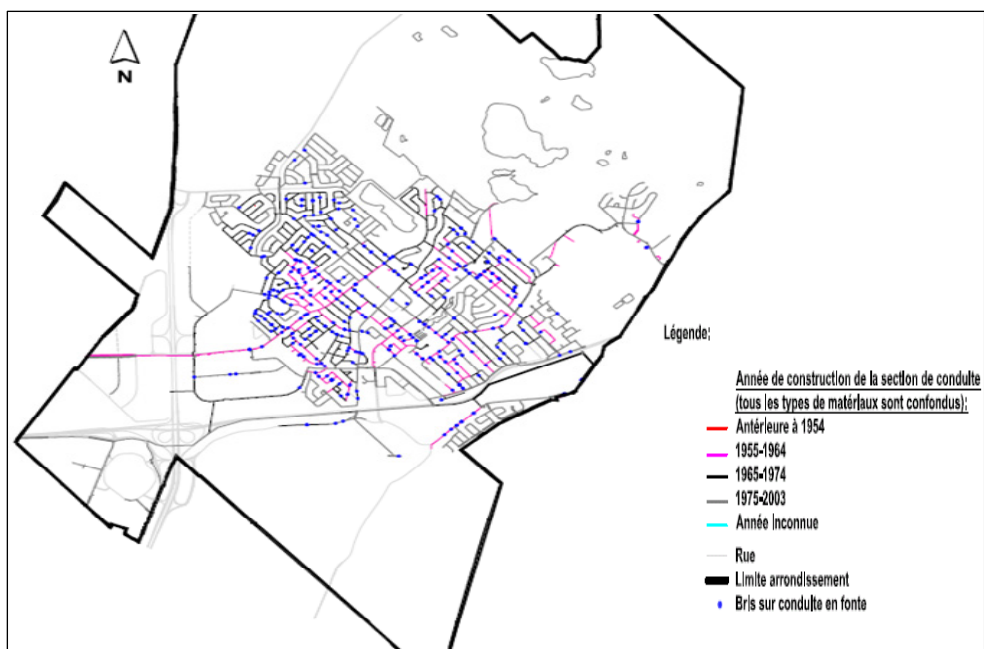 N
Légende:
Année de construction de la section de conduite
(tous les types de matériaux sont confondus):
Antérieure à 1954
1955-1964
1965-1974
1975-2003
Année Inconnue
Rue
Limite arrondissement
Bris sur conduite en fonte